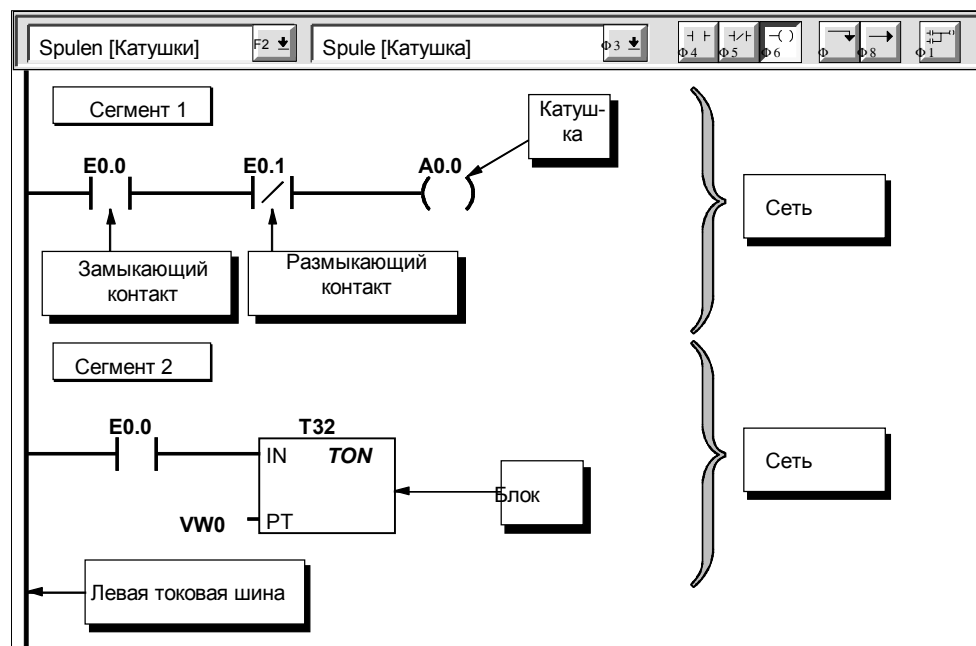 Spulen [Катушки] F2 Spule [Катушка] Ф3 Ф4 Ф5 Ф6 Ф Ф8 Ф1
Сегмент 1
Катуш-
ка
E0.0 E0.1 A0.0
Сеть
Замыкающий
контакт
Размыкающий
контакт
Сегмент 2
E0.0 T32
IN TON
Сеть
Блок
VW0 PT
Левая токовая шина